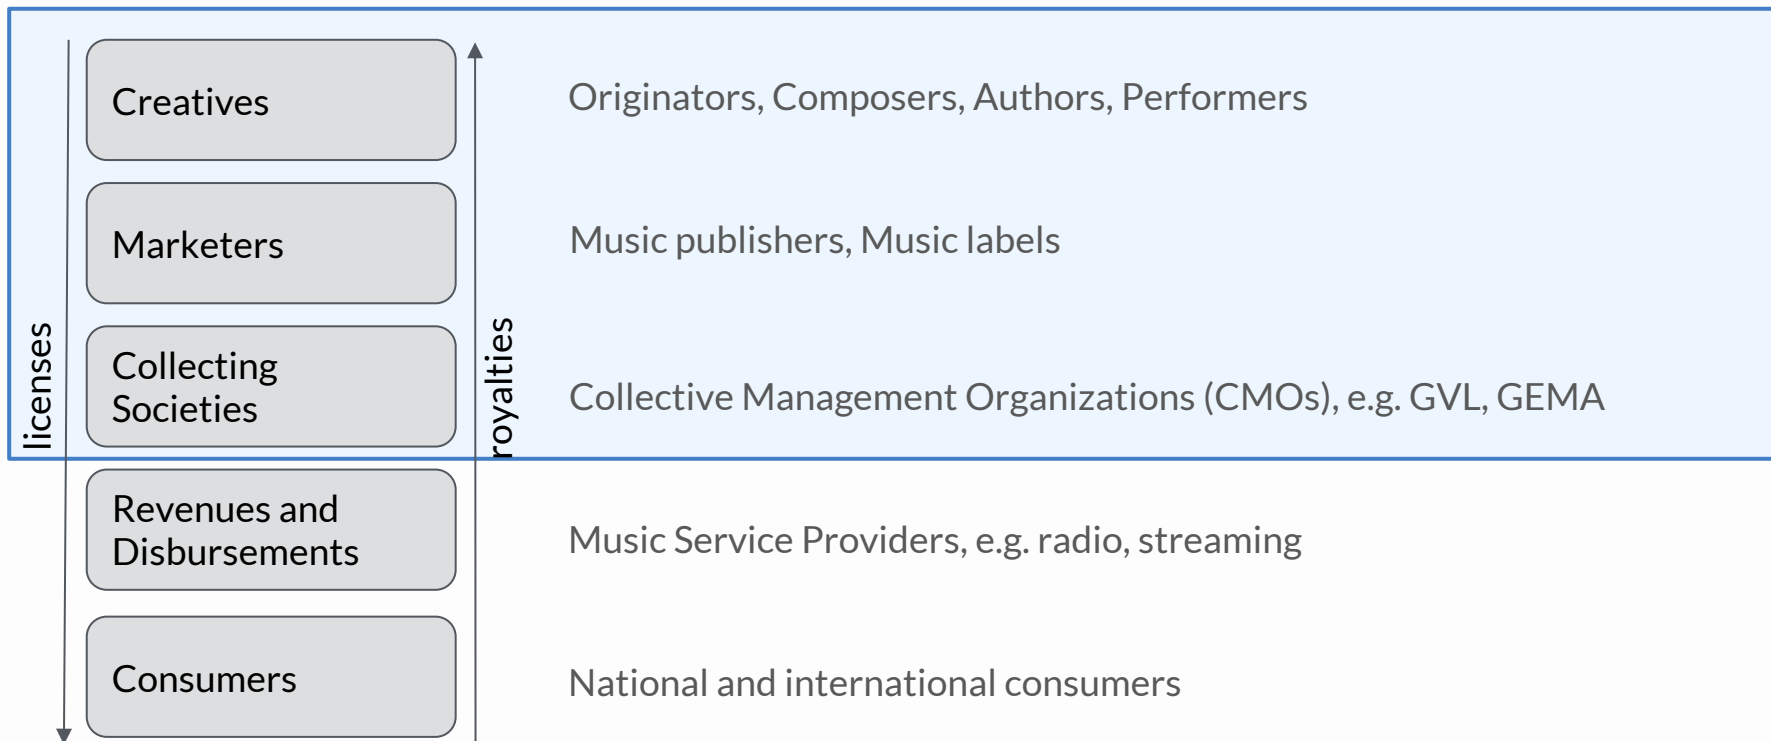 Creatives
Originators, Composers, Authors, Performers
Marketers
Music publishers, Music labels
licenses
royalties
Collecting
Societies
Collective Management Organizations (CMOs), e.g. GVL, GEMA
Revenues and
Disbursements
Music Service Providers, e.g. radio, streaming
Consumers
National and international consumers